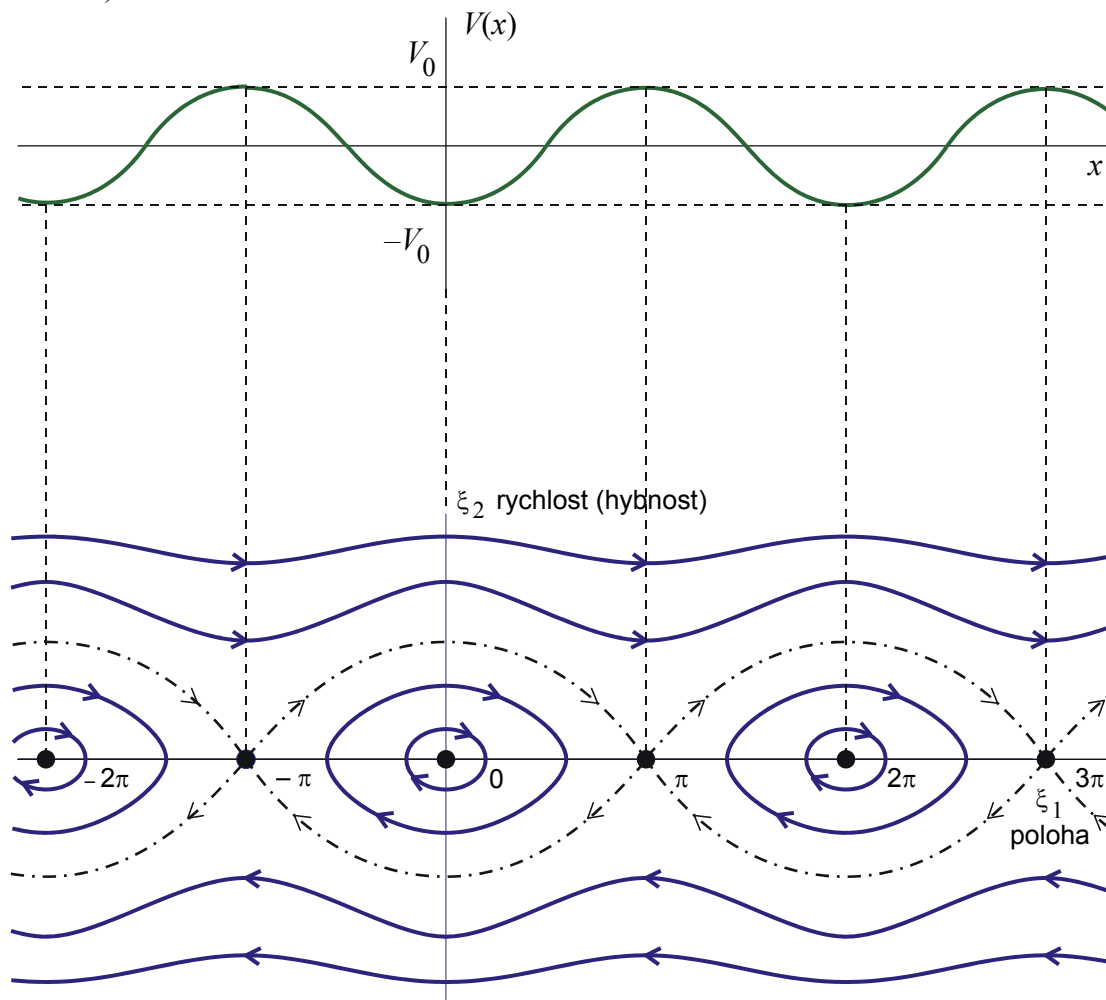 )
V(x)
V₀
x
–V₀
ξ₂ rychlost (hybnost)
– 2π
– π
0
π
2π
3π
ξ₁
poloha